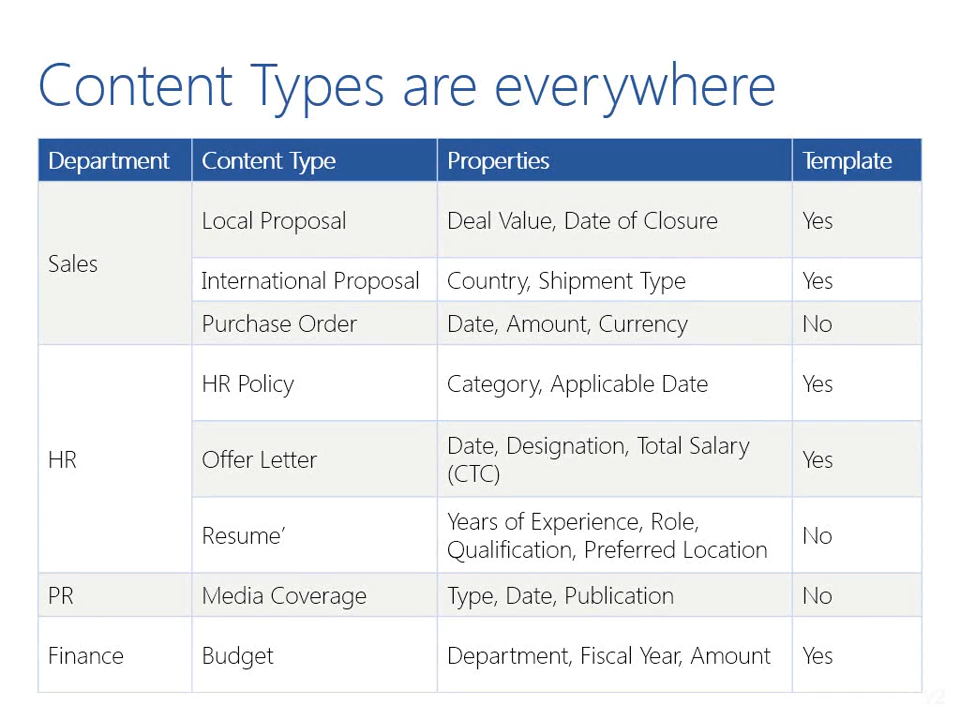 Content Types are everywhere
Department Content Type Properties Template
Sales
Local Proposal Deal Value, Date of Closure Yes
International Proposal Country, Shipment Type Yes
Purchase Order Date, Amount, Currency No
HR
HR Policy Category, Applicable Date Yes
Offer Letter Date, Designation, Total Salary
(CTC) Yes
Resume’ Years of Experience, Role,
Qualification, Preferred Location No
PR Media Coverage Type, Date, Publication No
Finance Budget Department, Fiscal Year, Amount Yes
v2